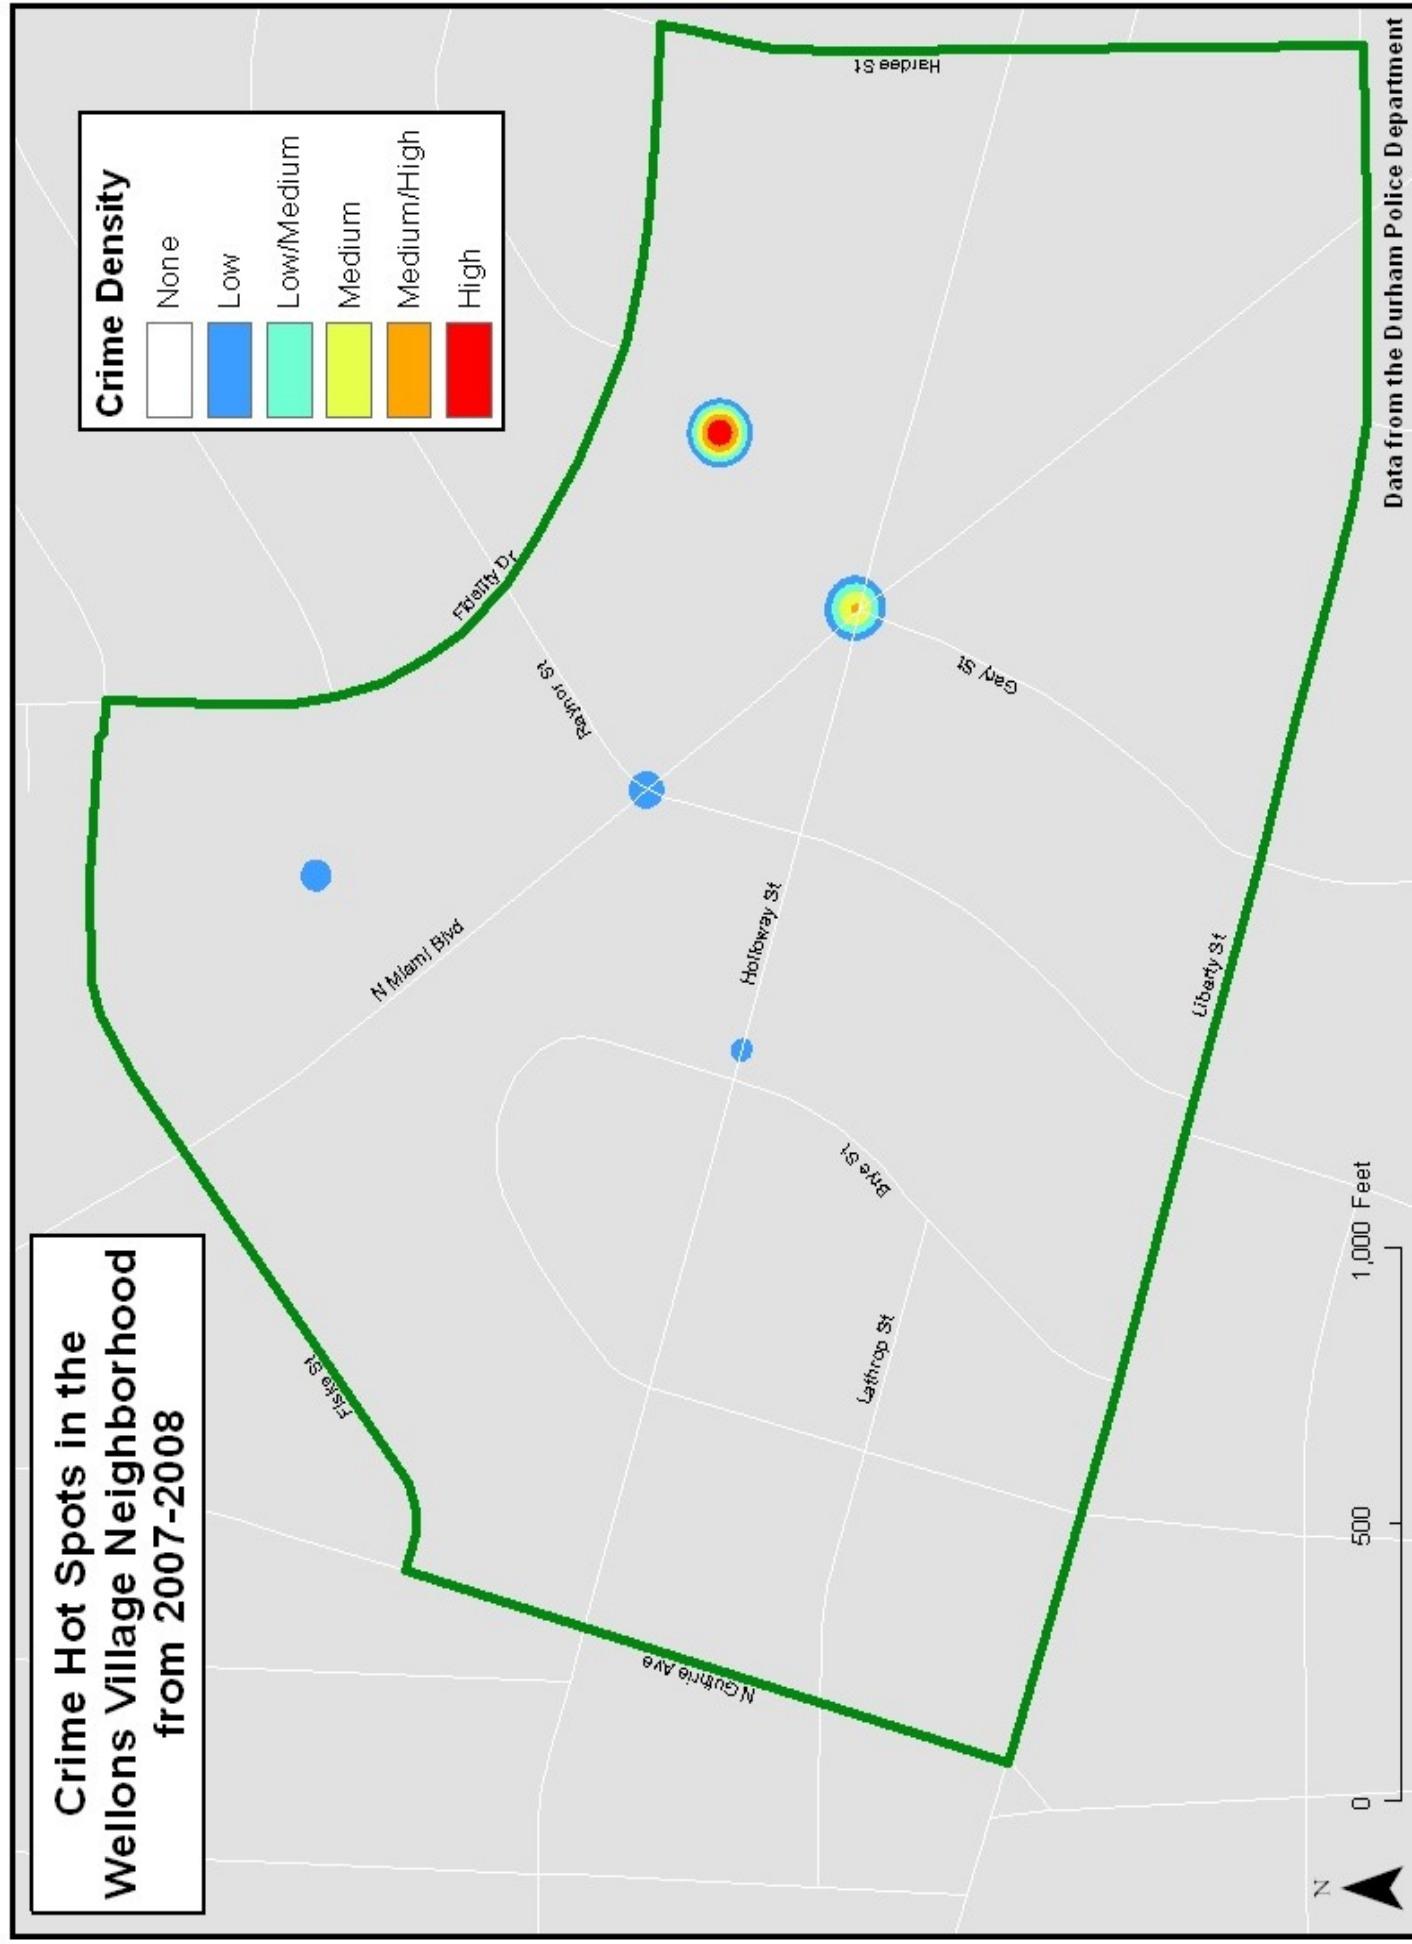 Crime Hot Spots in the
Wellons Village Neighborhood
from 2007-2008
Crime Density
None
Low
Low/Medium
Medium
Medium/High
High
Fiske St
N Miami Blvd
Fidelity Dr
Raynor St
Hardee St
Holloway St
Gary St
N Guthrie Ave
Lathrop St
Briye St
Liberty St
N
0 500 1,000 Feet
Data from the Durham Police Department